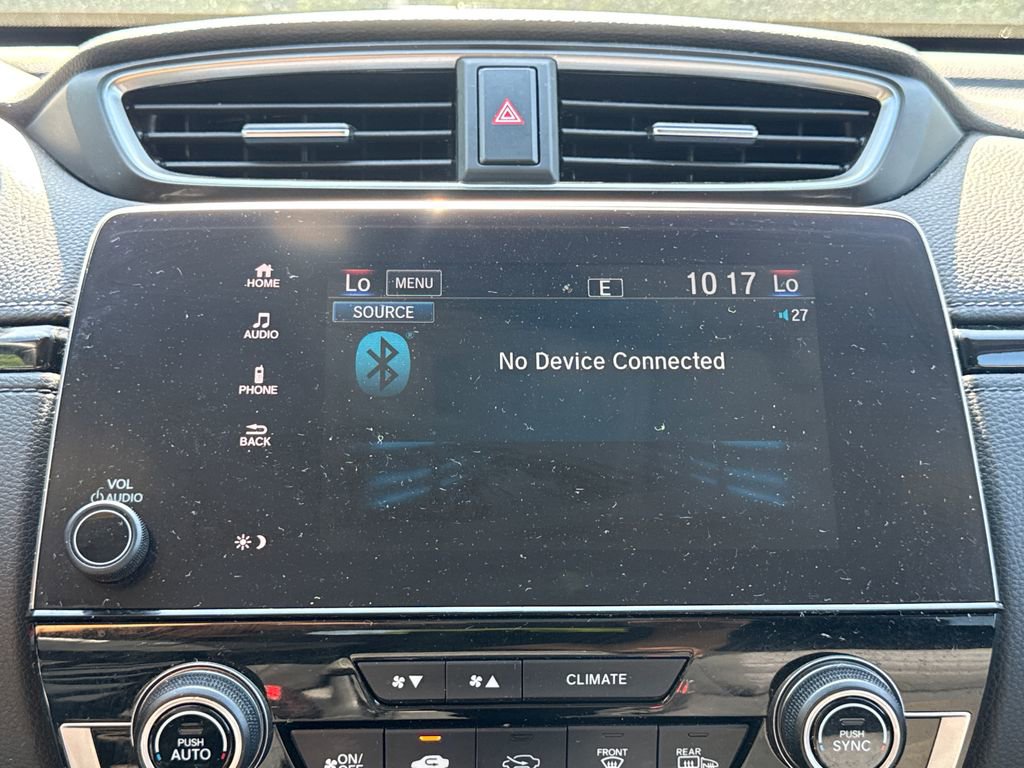 HOME
Lo MENU E 10 17 Lo
SOURCE 27
AUDIO
No Device Connected
PHONE
BACK
VOL
AUDIO
CLIMATE
PUSH
AUTO
PUSH
SYNC
ON/
OFF
FRONT
REAR